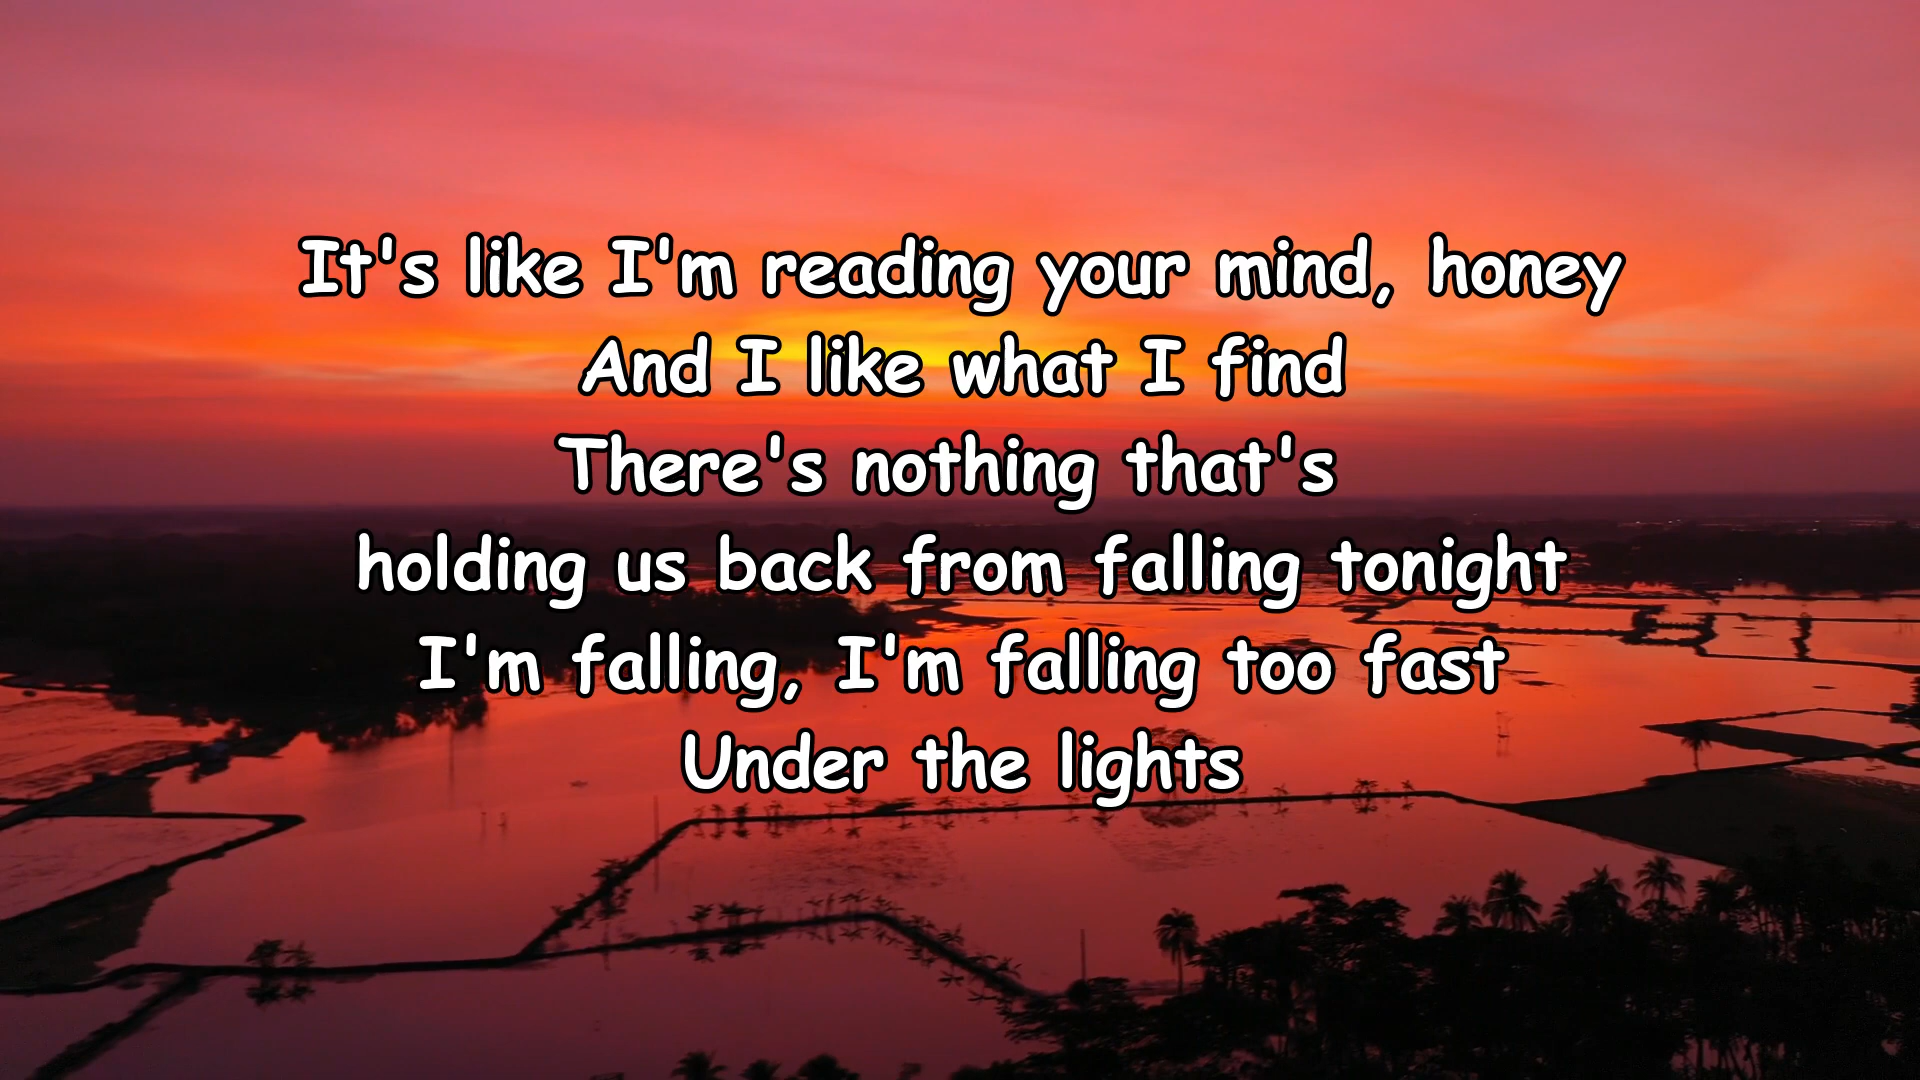 It's like I'm reading your mind, honey
And I like what I find
There's nothing that's
holding us back from falling tonight
I'm falling, I'm falling too fast
Under the lights